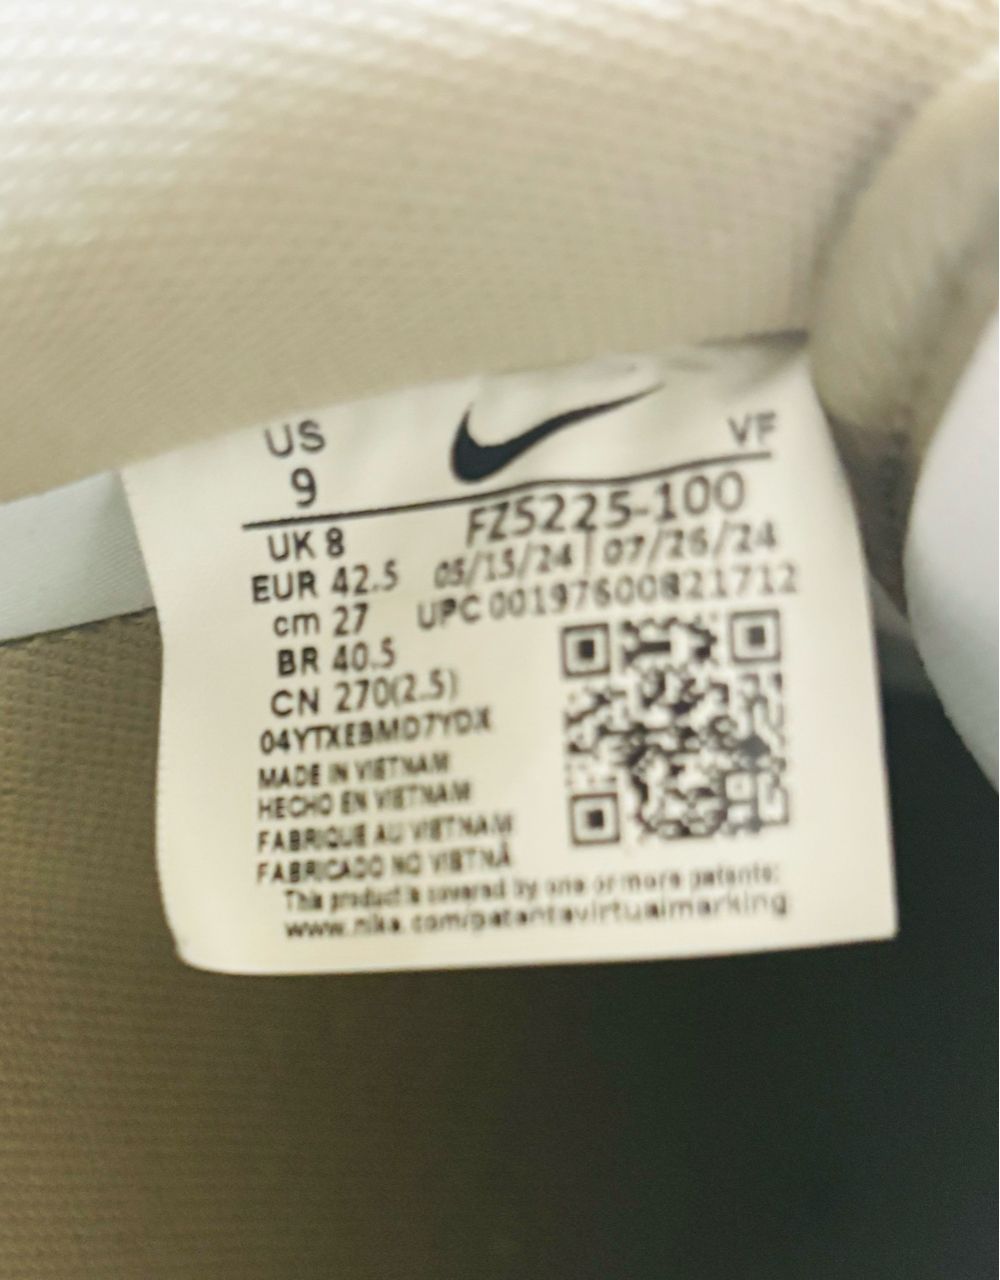 US
9
VF
UK 8
EUR 42.5
cm 27
BR 40.5
CN 270(2.5)
04YTXEBMD7YDX
MADE IN VIETNAM
HECHO EN VIETNAM
FABRIQUE AU VIETNAM
FABRICADO NO VIETNÃ
FZ5225-100
05/15/24 | 07/26/24
UPC 00197600821712
This product is covered by one or more patents:
www.nike.com/patentsvirtualmarking